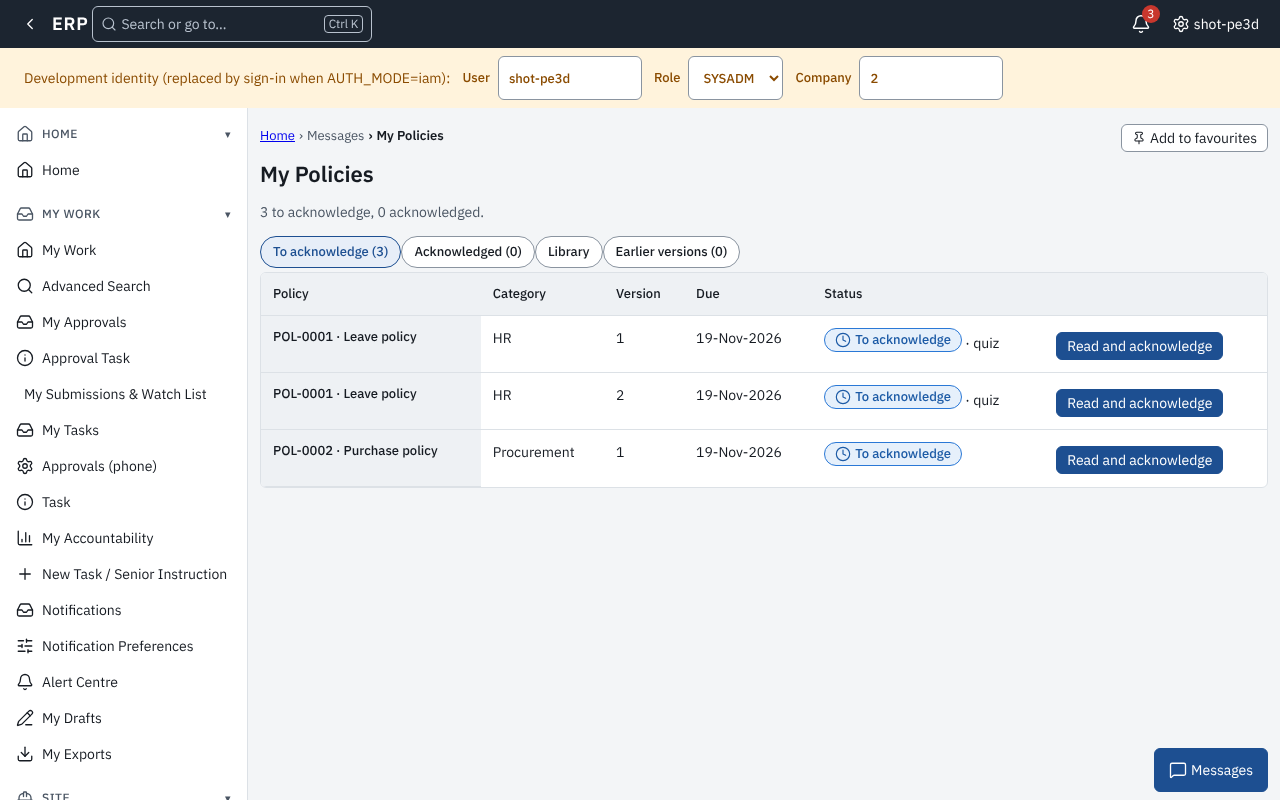 ERP
Search or go to…
Ctrl K
3
shot-pe3d
Development identity (replaced by sign-in when AUTH_MODE=iam): User shot-pe3d Role SYSADM Company 2
HOME
Home
MY WORK
My Work
Advanced Search
My Approvals
Approval Task
My Submissions & Watch List
My Tasks
Approvals (phone)
Task
My Accountability
New Task / Senior Instruction
Notifications
Notification Preferences
Alert Centre
My Drafts
My Exports
SITE
Home › Messages › My Policies
Add to favourites
My Policies
3 to acknowledge, 0 acknowledged.
To acknowledge (3) Acknowledged (0) Library Earlier versions (0)
Policy Category Version Due Status
POL-0001 · Leave policy HR 1 19-Nov-2026 To acknowledge · quiz Read and acknowledge
POL-0001 · Leave policy HR 2 19-Nov-2026 To acknowledge · quiz Read and acknowledge
POL-0002 · Purchase policy Procurement 1 19-Nov-2026 To acknowledge Read and acknowledge
Messages